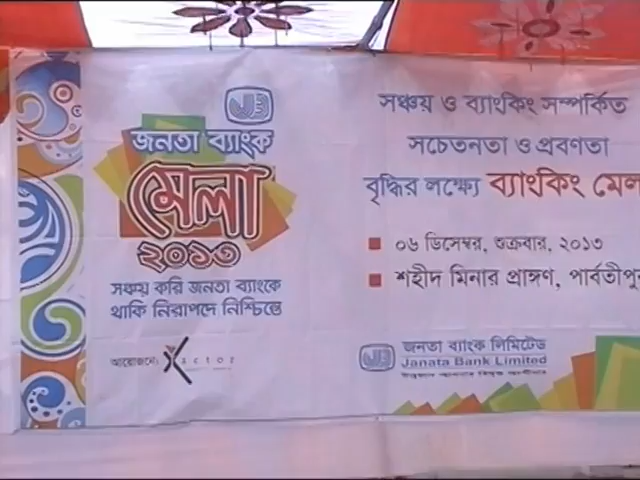 জনতা ব্যাংক
মেলা
২০১৩
সঞ্চয় করি জনতা ব্যাংকে
থাকি নিরাপদে নিশ্চিন্তে
আয়োজনে: Xactor
সঞ্চয় ও ব্যাংকিং সম্পর্কিত
সচেতনতা ও প্রবণতা
বৃদ্ধির লক্ষ্যে ব্যাংকিং মেল
০৬ ডিসেম্বর, শুক্রবার, ২০১৩
শহীদ মিনার প্রাঙ্গণ, পার্বতীপুর
জনতা ব্যাংক লিমিটেড
Janata Bank Limited